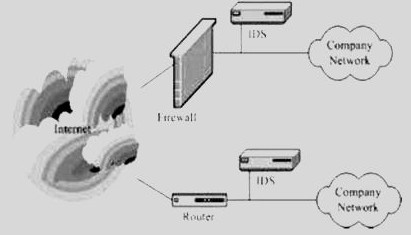 IDS
Company
Network
Internet
Firewall
IDS
Company
Network
Router